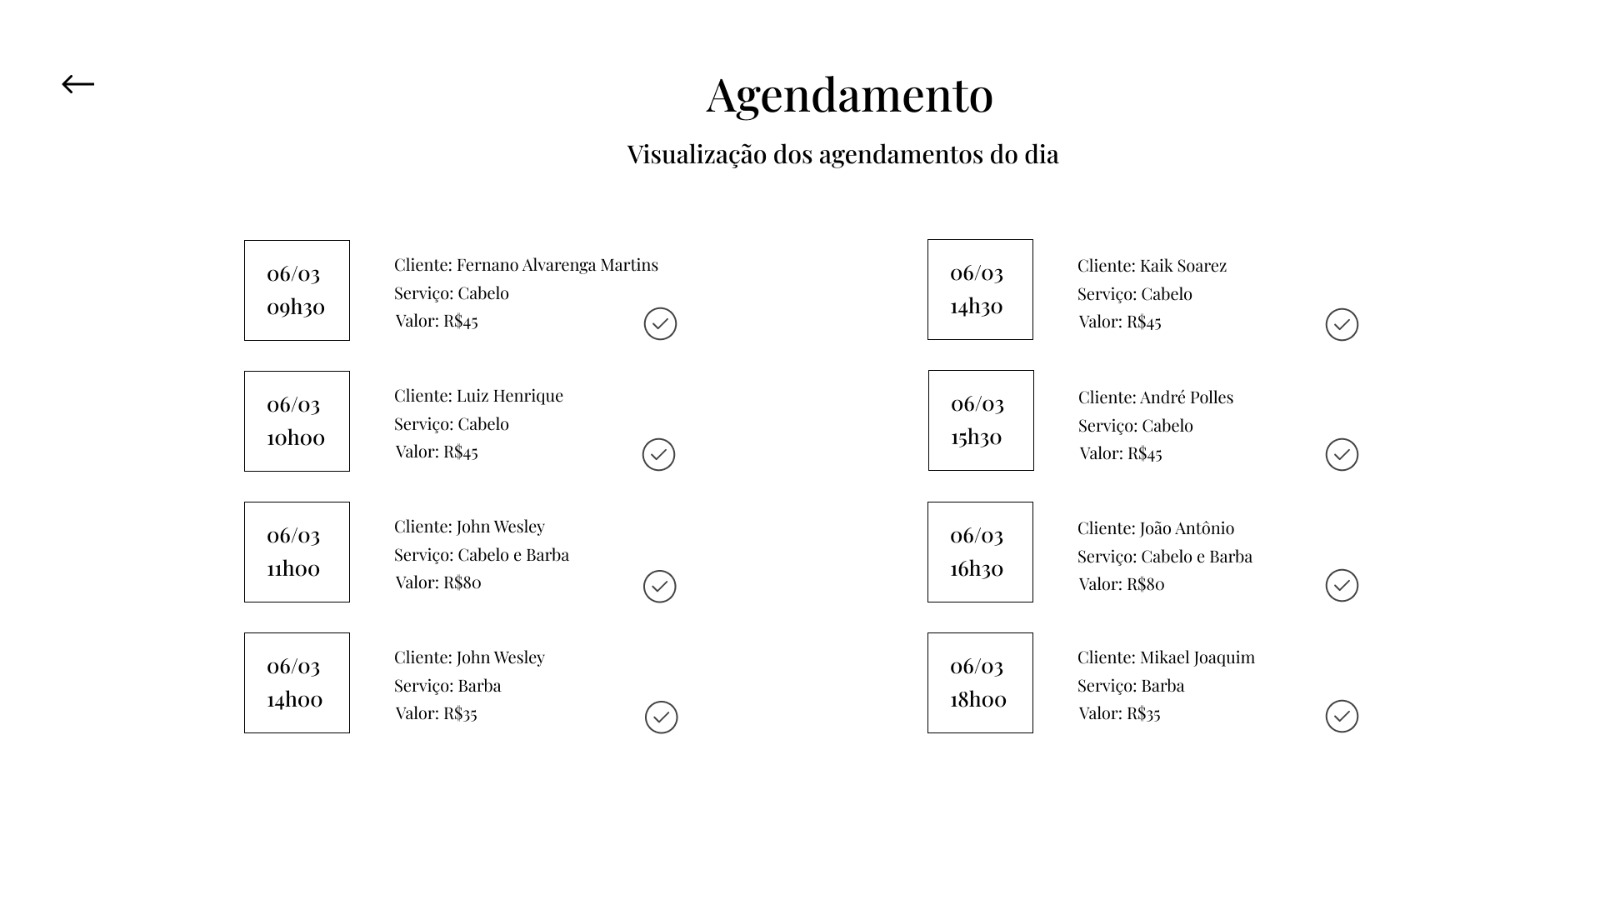 Agendamento
Visualização dos agendamentos do dia
06/03
09h30
Cliente: Fernano Alvarenga Martins
Serviço: Cabelo
Valor: R$45
06/03
10h00
Cliente: Luiz Henrique
Serviço: Cabelo
Valor: R$45
06/03
11h00
Cliente: John Wesley
Serviço: Cabelo e Barba
Valor: R$80
06/03
14h00
Cliente: John Wesley
Serviço: Barba
Valor: R$35
06/03
14h30
Cliente: Kaik Soarez
Serviço: Cabelo
Valor: R$45
06/03
15h30
Cliente: André Polles
Serviço: Cabelo
Valor: R$45
06/03
16h30
Cliente: João Antônio
Serviço: Cabelo e Barba
Valor: R$80
06/03
18h00
Cliente: Mikael Joaquim
Serviço: Barba
Valor: R$35